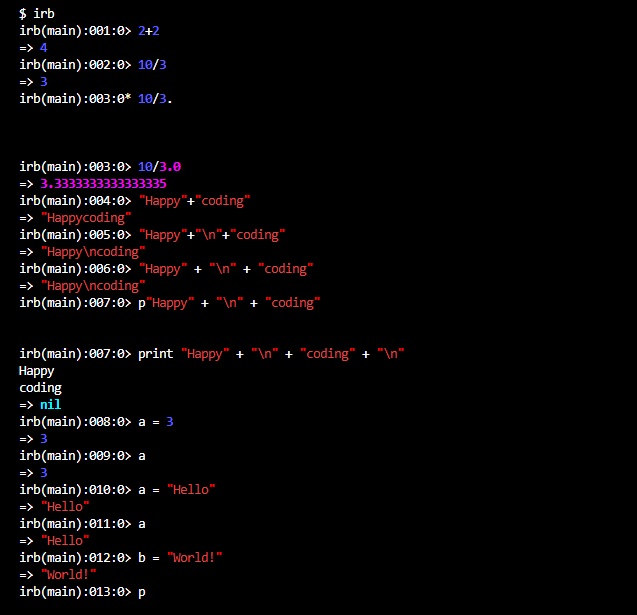 $ irb
irb(main):001:0> 2+2
=> 4
irb(main):002:0> 10/3
=> 3
irb(main):003:0* 10/3.
irb(main):003:0> 10/3.0
=> 3.3333333333333335
irb(main):004:0> "Happy"+"coding"
=> "Happycoding"
irb(main):005:0> "Happy"+"\n"+"coding"
=> "Happy\ncoding"
irb(main):006:0> "Happy" + "\n" + "coding"
=> "Happy\ncoding"
irb(main):007:0> p"Happy" + "\n" + "coding"
irb(main):007:0> print "Happy" + "\n" + "coding" + "\n"
Happy
coding
=> nil
irb(main):008:0> a = 3
=> 3
irb(main):009:0> a
=> 3
irb(main):010:0> a = "Hello"
=> "Hello"
irb(main):011:0> a
=> "Hello"
irb(main):012:0> b = "World!"
=> "World!"
irb(main):013:0> p